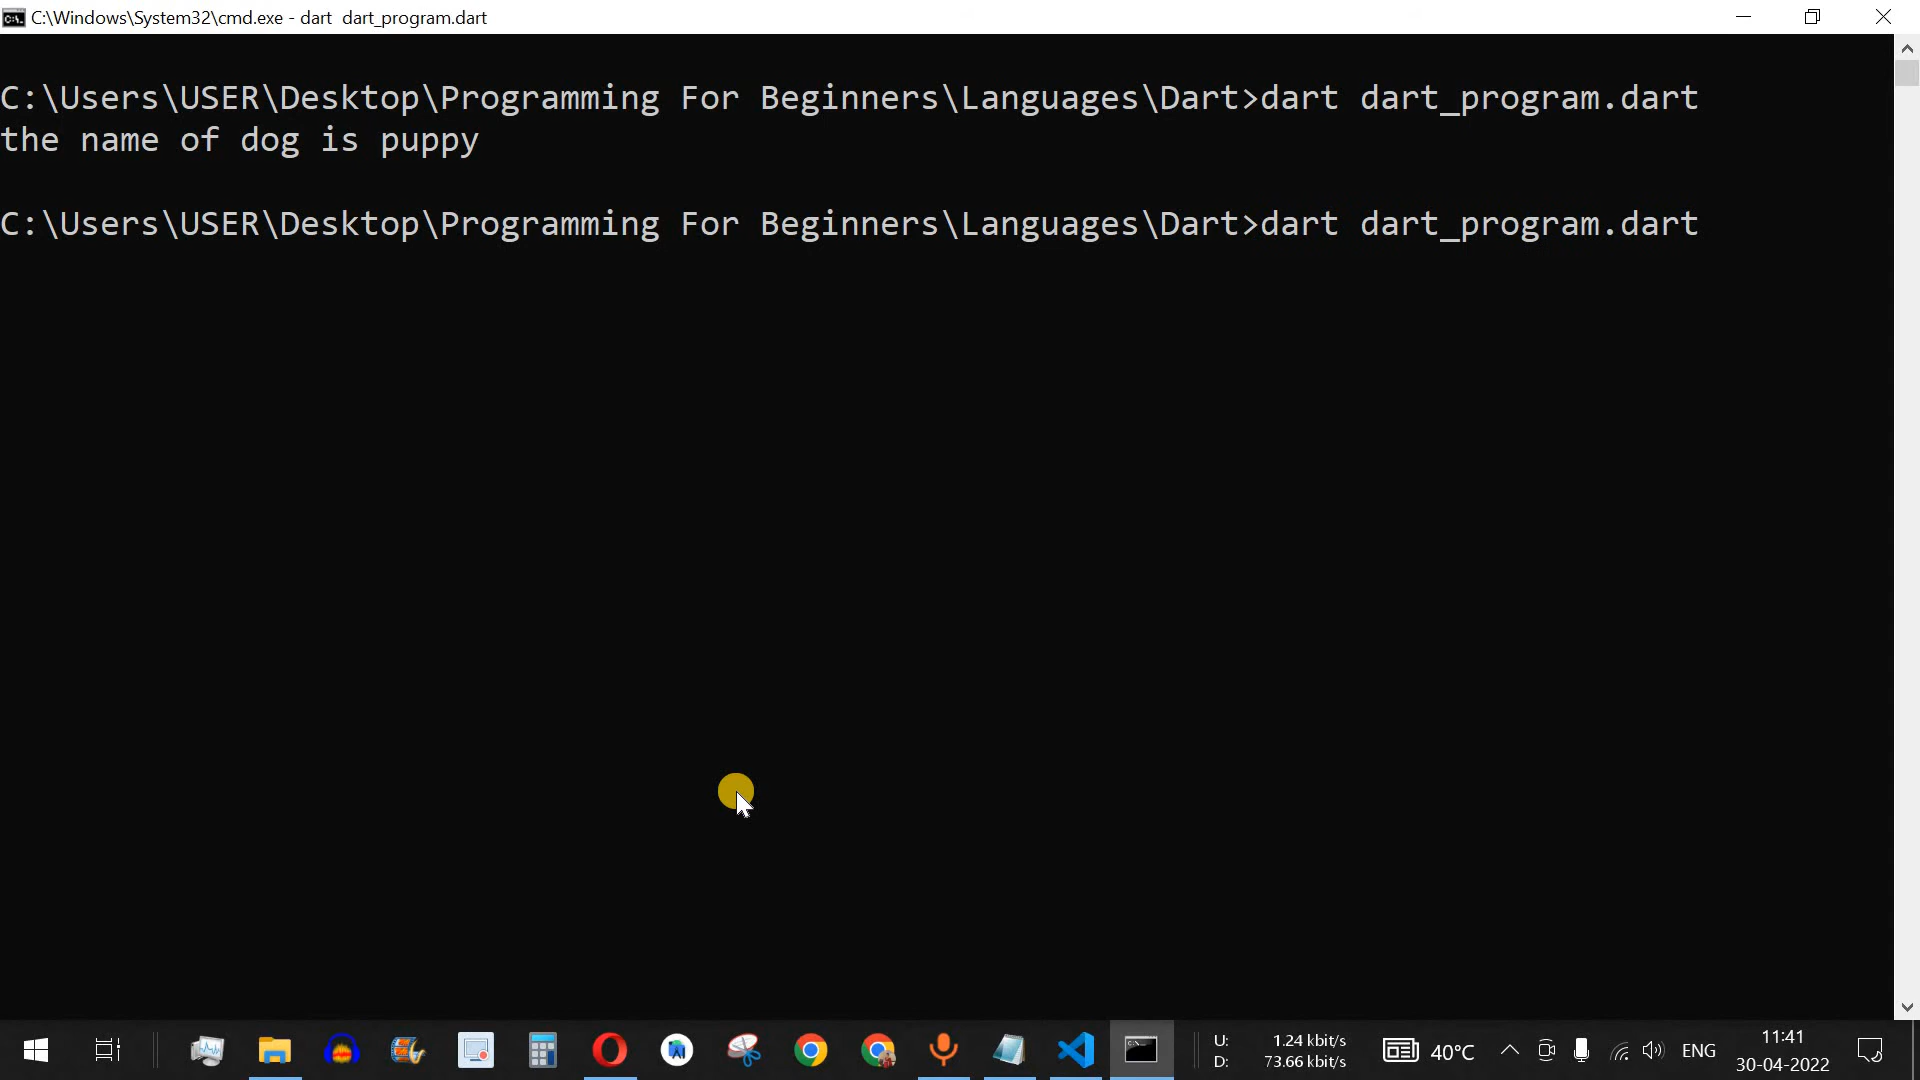 C:\Windows\System32\cmd.exe - dart  dart_program.dart
C:\Users\USER\Desktop\Programming For Beginners\Languages\Dart>dart dart_program.dart
the name of dog is puppy
C:\Users\USER\Desktop\Programming For Beginners\Languages\Dart>dart dart_program.dart
U: 1.24 kbit/s
D: 73.66 kbit/s
40°C
ENG
11:41
30-04-2022